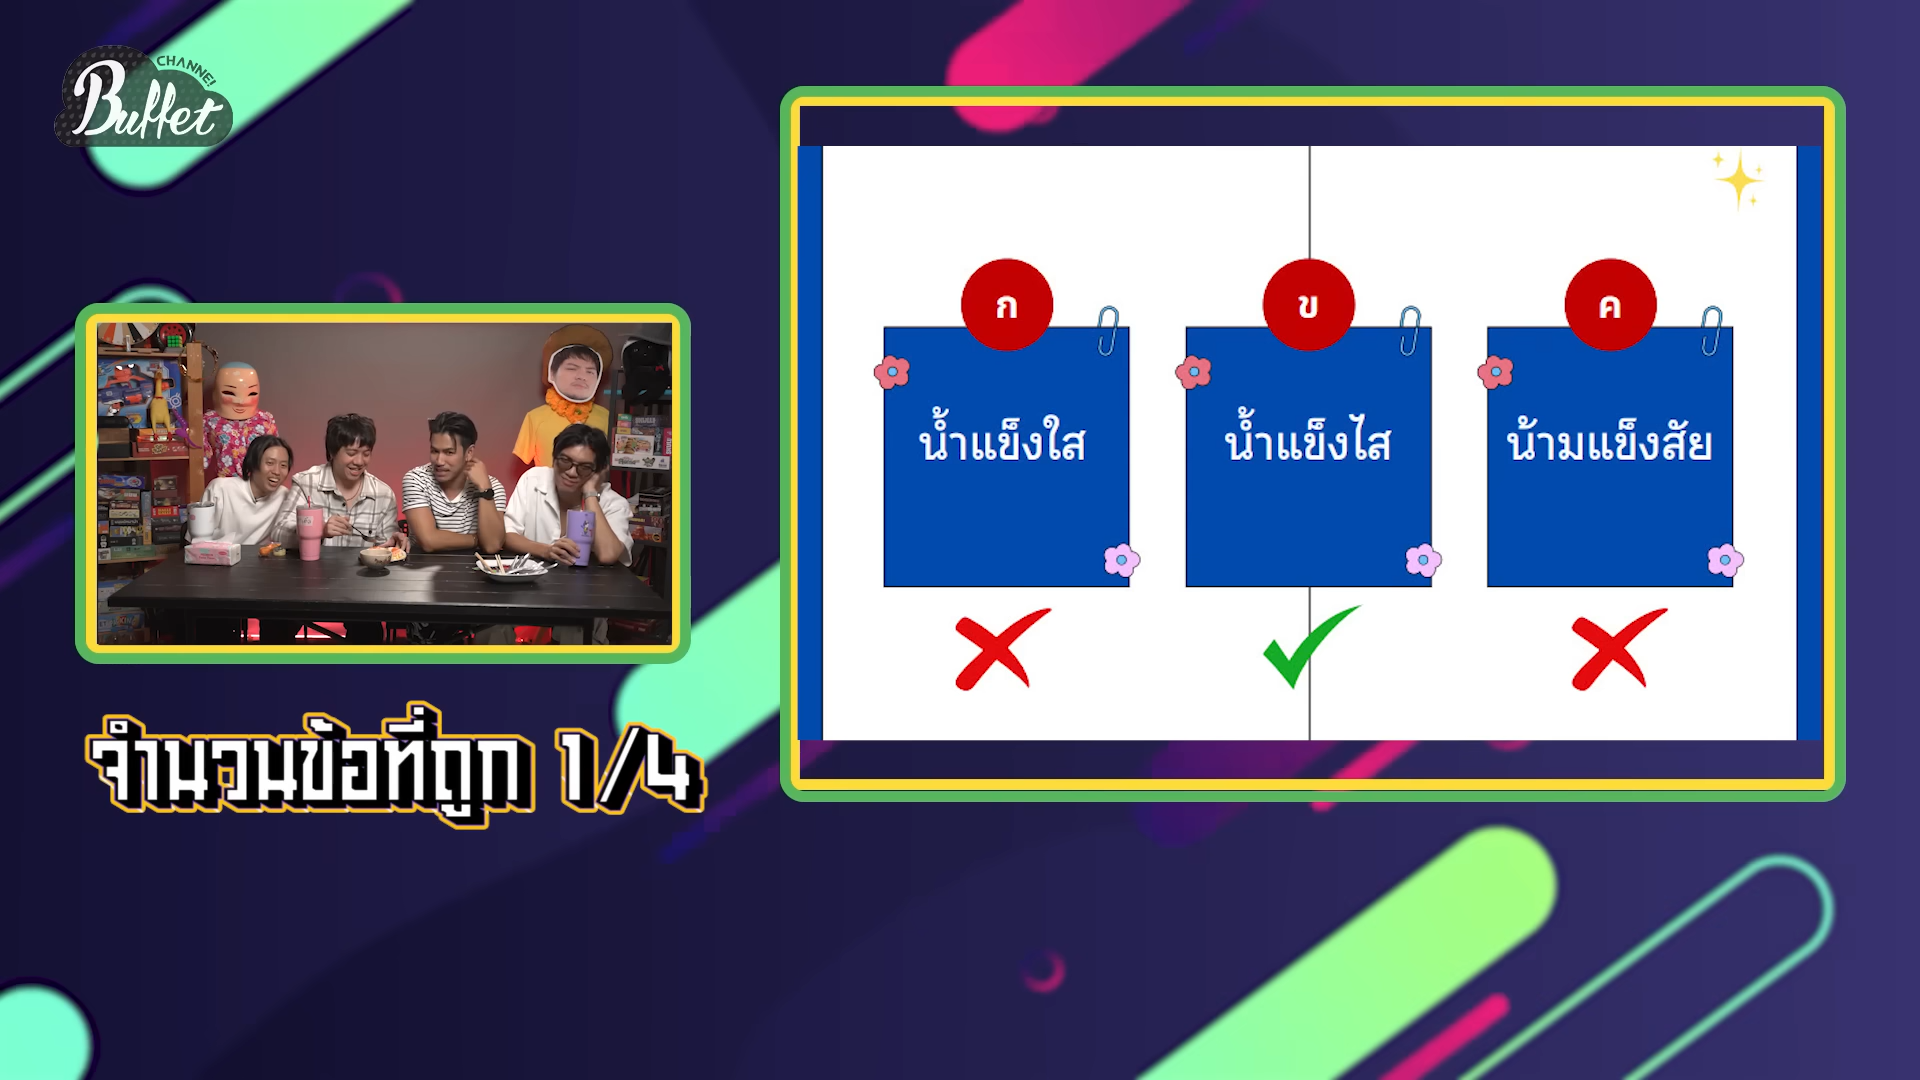 CHANNEL
Buffet
ก
ข
ค
น้ำแข็งใส
น้ำแข็งไส
น้ามแข็งสัย
จำนวนข้อที่ถูก 1/4